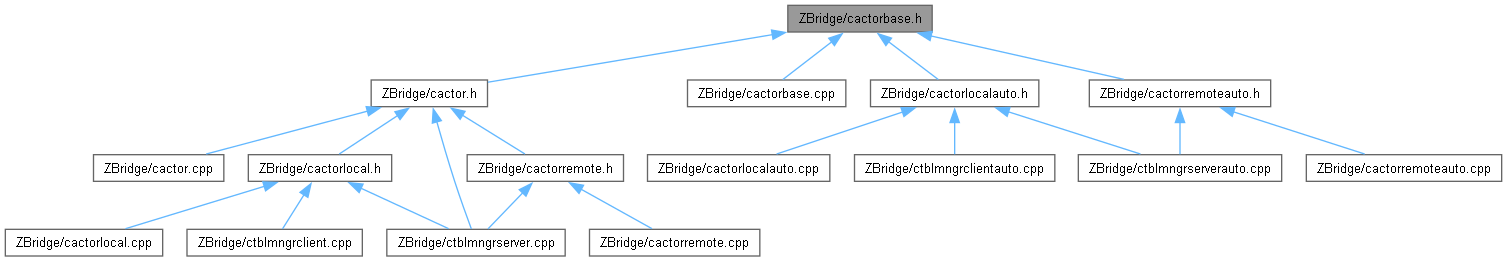 ZBridge/cactorbase.h
ZBridge/cactor.h
ZBridge/cactorbase.cpp
ZBridge/cactorlocalauto.h
ZBridge/cactorremoteauto.h
ZBridge/cactor.cpp
ZBridge/cactorlocal.h
ZBridge/cactorremote.h
ZBridge/cactorlocalauto.cpp
ZBridge/ctblmngrclientauto.cpp
ZBridge/ctblmngrserverauto.cpp
ZBridge/cactorremoteauto.cpp
ZBridge/cactorlocal.cpp
ZBridge/ctblmngrclient.cpp
ZBridge/ctblmngrserver.cpp
ZBridge/cactorremote.cpp